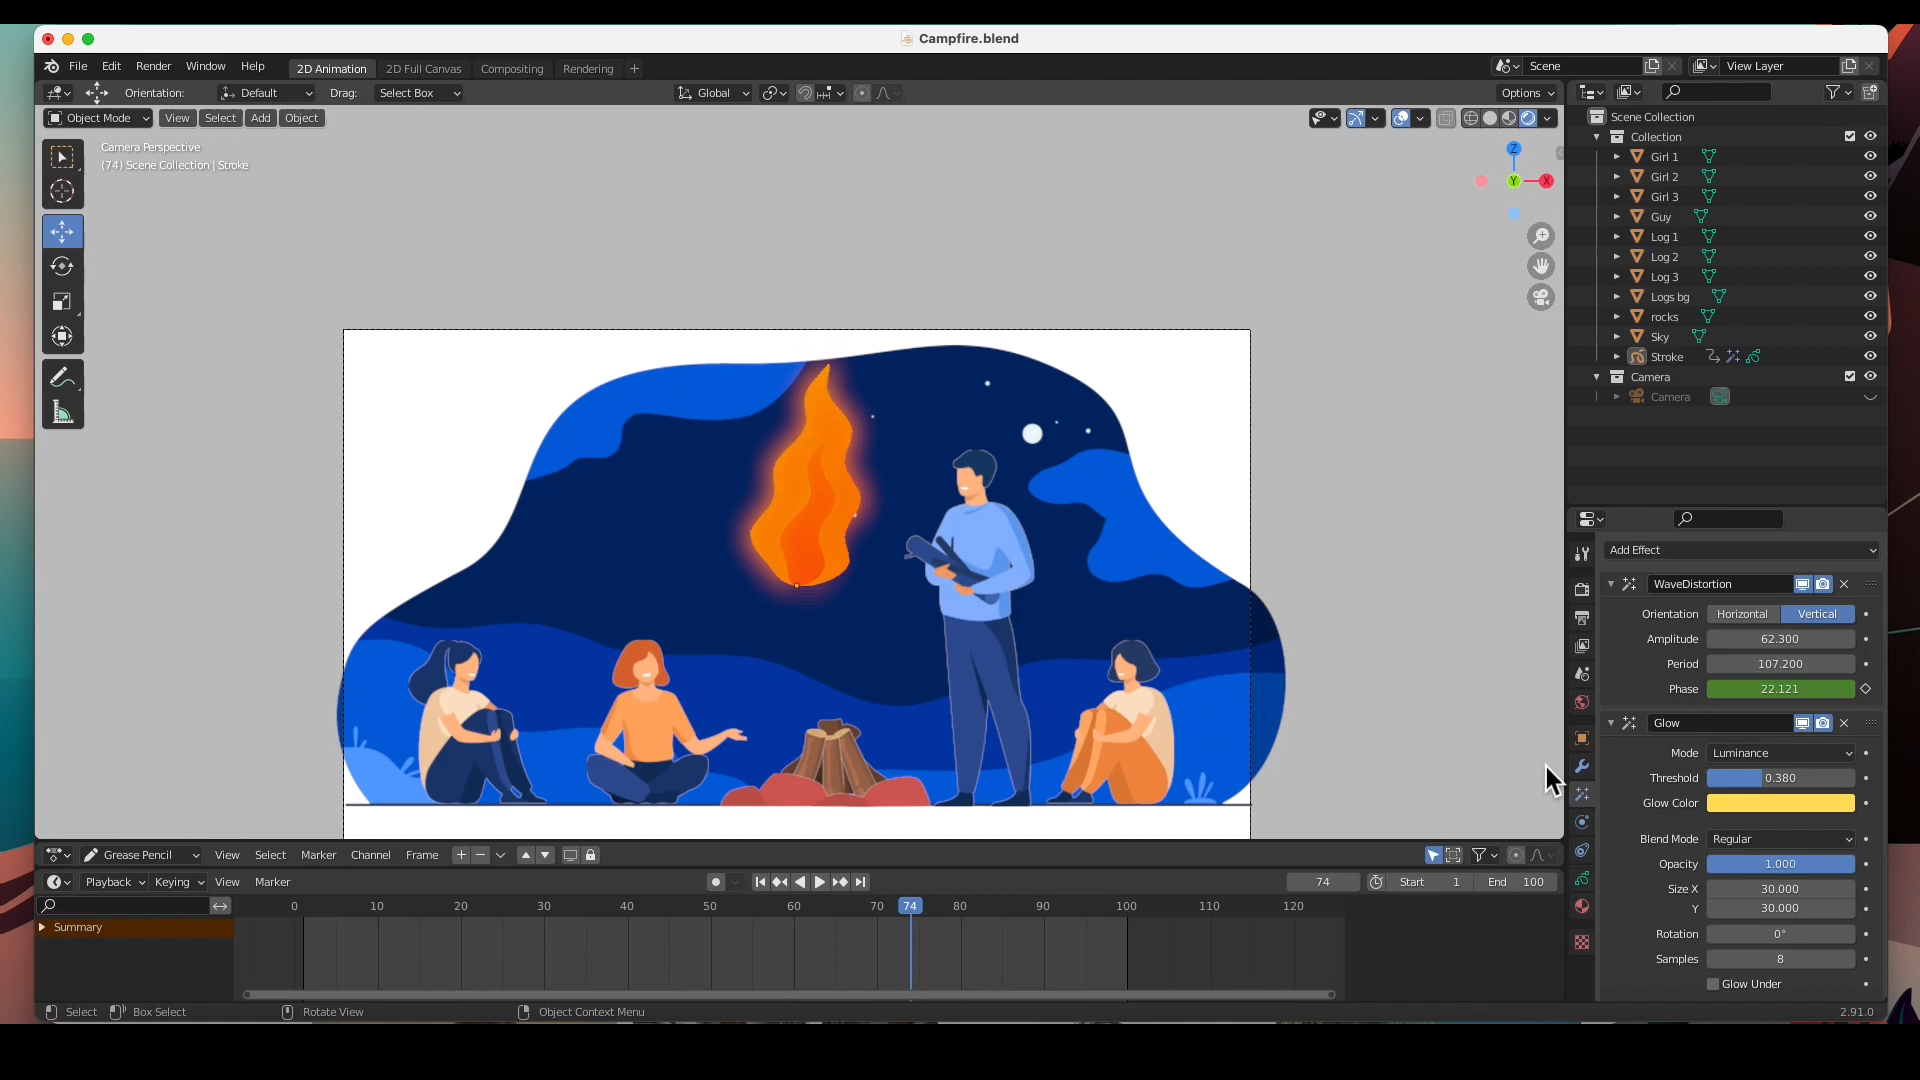 Campfire.blend
File Edit Render Window Help 2D Animation 2D Full Canvas Compositing Rendering + Scene View Layer
Orientation: Default Drag: Select Box Global Options
Object Mode View Select Add Object
Camera Perspective
(74) Scene Collection | Stroke
Z
Y X
Scene Collection
Collection
Girl 1
Girl 2
Girl 3
Guy
Log 1
Log 2
Log 3
Logs bg
rocks
Sky
Stroke
Camera
Camera
Add Effect
WaveDistortion
Orientation Horizontal Vertical
Amplitude 62.300
Period 107.200
Phase 22.121
Glow
Mode Luminance
Threshold 0.380
Glow Color
Blend Mode Regular
Opacity 1.000
Size X 30.000
Y 30.000
Rotation 0°
Samples 8
Glow Under
Grease Pencil View Select Marker Channel Frame
Playback Keying View Marker 74 Start 1 End 100
0 10 20 30 40 50 60 70 74 80 90 100 110 120
Summary
Select Box Select Rotate View Object Context Menu 2.91.0